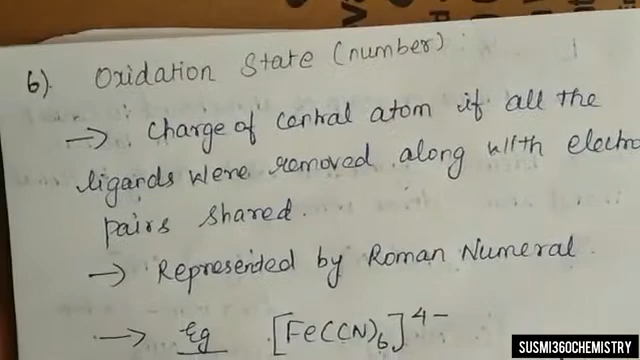 6). Oxidation State (number) :
→ Charge of central atom if all the
ligands were removed along with electro
pairs shared.
→ Represented by Roman Numeral.
→ Eg [Fe(CN)6]4-
SUSMI360CHEMISTRY